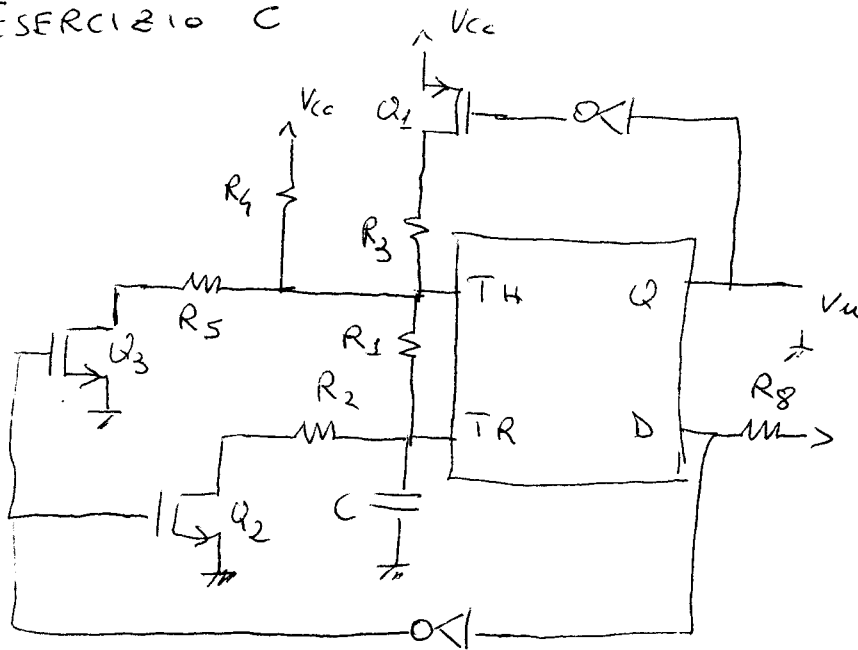 ESERCIZIO C
Vcc
Vcc
Q1
R4
R3
TH
Q
Vu
R5
R1
Q3
R2
R8
TR
D
C
Q2